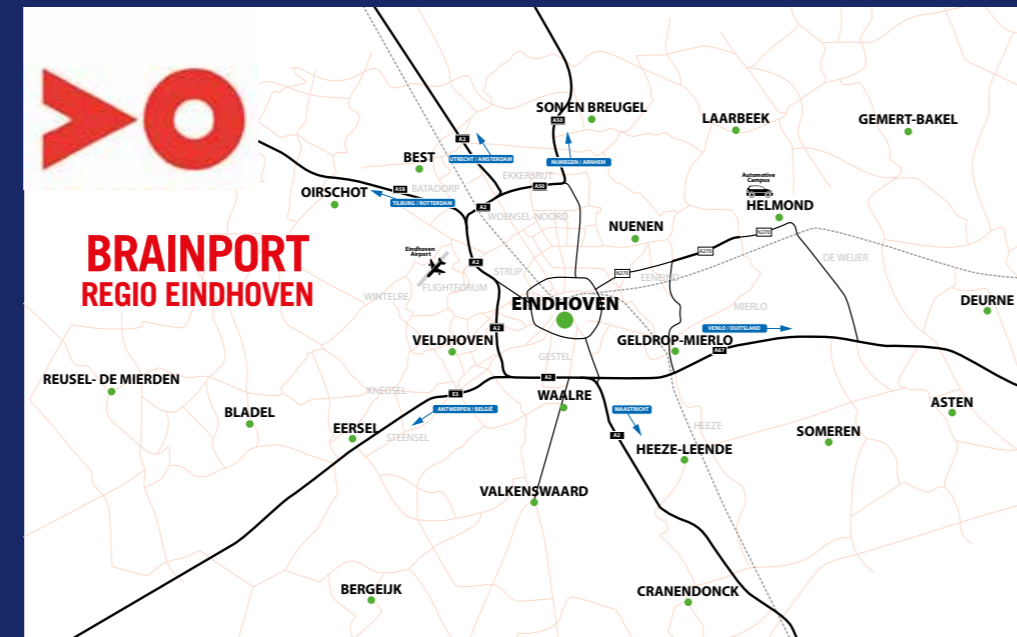 SON EN BREUGEL
LAARBEEK
GEMERT-BAKEL
A50
A2
BEST
UTRECHT / AMSTERDAM
NIJMEGEN / ARNHEM
EKKERSRIJT
Automotive
Campus
OIRSCHOT
A58
BATADORP
A50
TILBURG / ROTTERDAM
A2
HELMOND
WOENSEL-NOORD
NUENEN
N270
BRAINPORT
REGIO EINDHOVEN
Eindhoven
Airport
A2
N270
DE WEIJER
STRIJP
N270
EENEIND
FLIGHTFORUM
WINTELRE
EINDHOVEN
MIERLO
DEURNE
A2
VENLO / DUITSLAND
VELDHOVEN
GELDROP-MIERLO
A67
GESTEL
REUSEL- DE MIERDEN
A2
KNEGSEL
E3
WAALRE
ASTEN
BLADEL
ANTWERPEN / BELGIË
MAASTRICHT
EERSEL
STEENSEL
A2
HEEZE
SOMEREN
HEEZE-LEENDE
VALKENSWAARD
BERGEIJK
CRANENDONCK